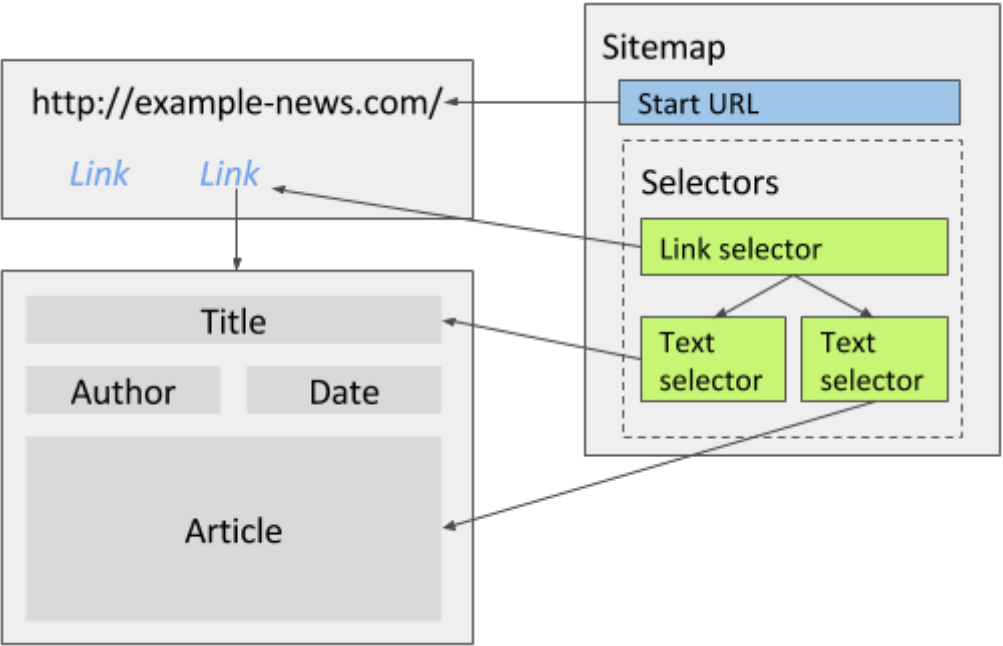 http://example-news.com/
Link Link
Title
Author Date
Article
Sitemap
Start URL
Selectors
Link selector
Text
selector
Text
selector